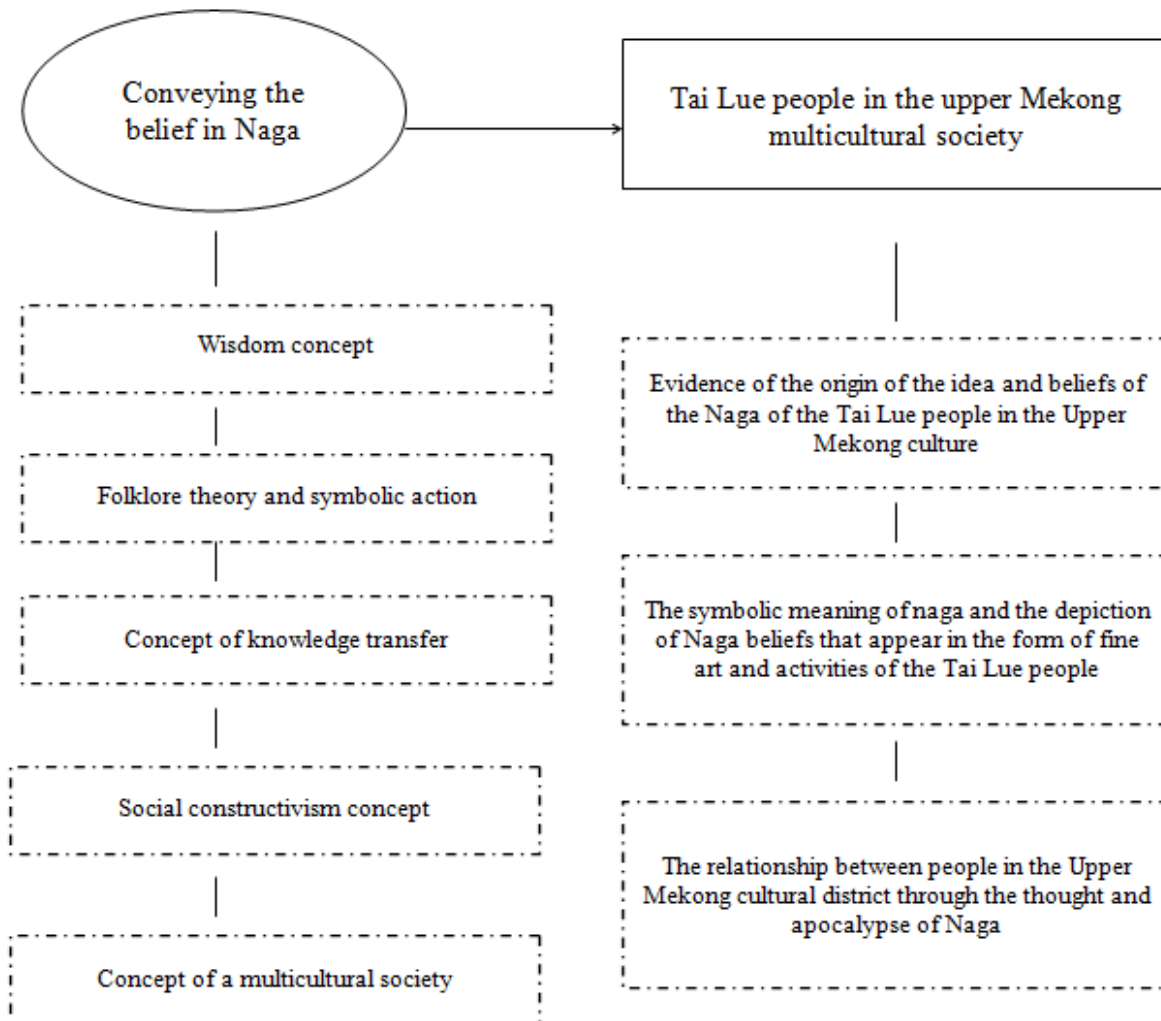 Conveying the
belief in Naga
Tai Lue people in the upper Mekong
multicultural society
Wisdom concept
Folklore theory and symbolic action
Concept of knowledge transfer
Social constructivism concept
Concept of a multicultural society
Evidence of the origin of the idea and beliefs of
the Naga of the Tai Lue people in the Upper
Mekong culture
The symbolic meaning of naga and the depiction
of Naga beliefs that appear in the form of fine
art and activities of the Tai Lue people
The relationship between people in the Upper
Mekong cultural district through the thought and
apocalypse of Naga